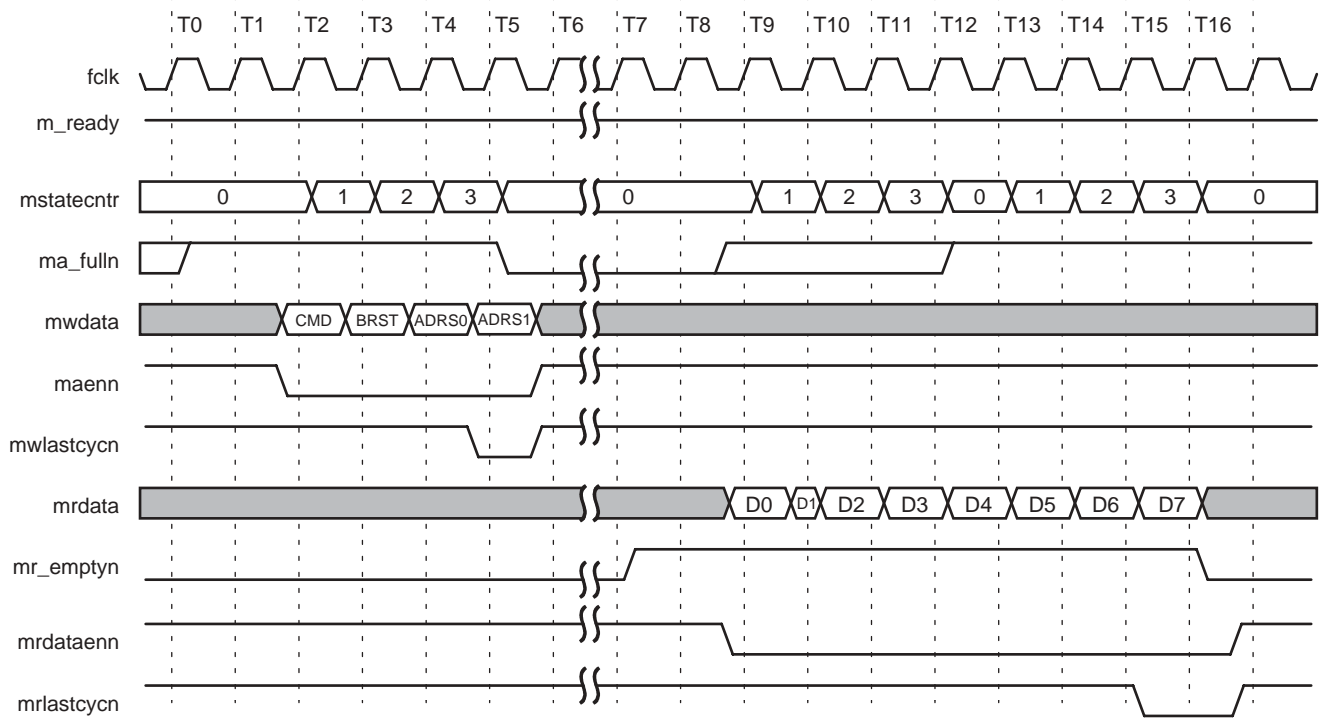 T0 T1 T2 T3 T4 T5 T6 T7 T8 T9 T10 T11 T12 T13 T14 T15 T16
fclk
m_ready
mstatecntr 0 1 2 3 0 1 2 3 0 1 2 3 0
ma_fulln
mwdata CMD BRST ADRS0 ADRS1
maenn
mwlastcycn
mrdata D0 D1 D2 D3 D4 D5 D6 D7
mr_emptyn
mrdataenn
mrlastcycn